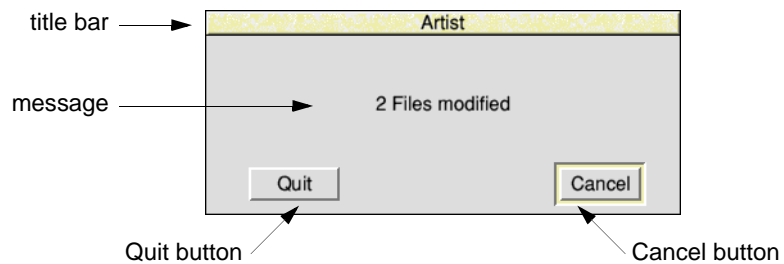 title bar
Artist
message
2 Files modified
Quit
Cancel
Quit button
Cancel button